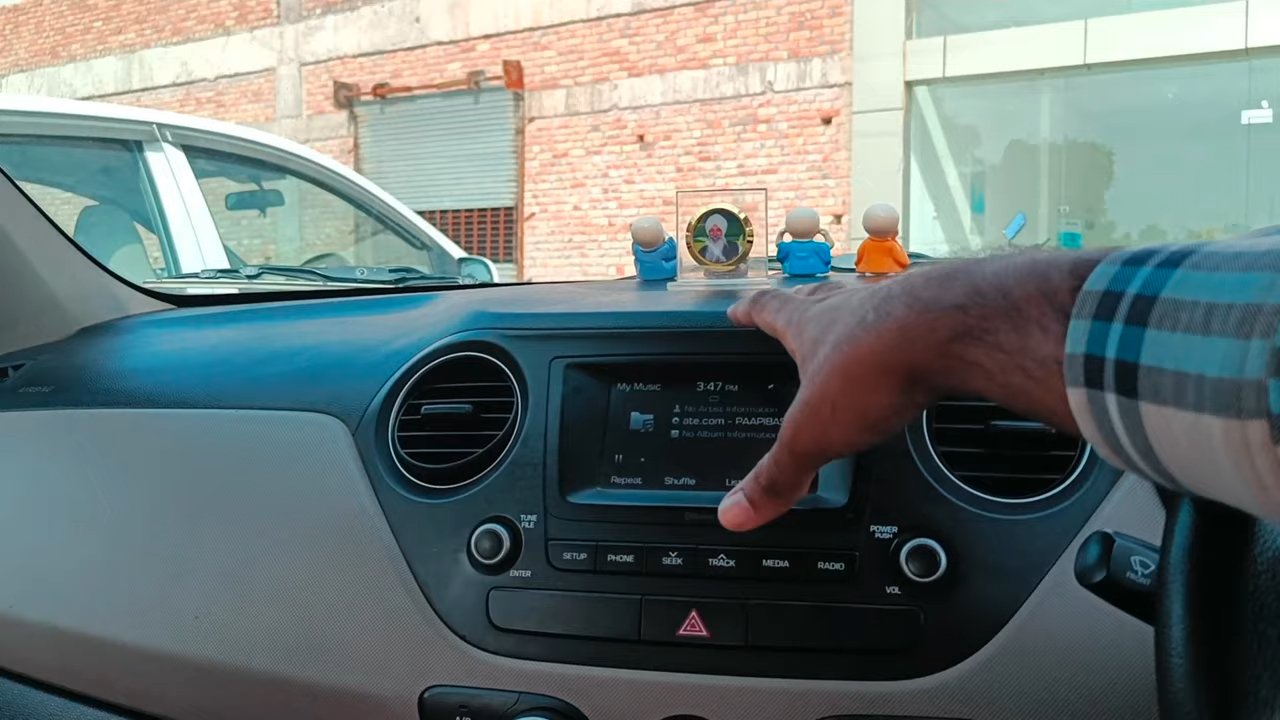 My Music
3:47 PM
No Artist Information
ate.com - PAAPIBAS
No Album Information
Repeat
Shuffle
TUNE
FILE
ENTER
SETUP
PHONE
SEEK
TRACK
MEDIA
RADIO
POWER
PUSH
VOL
FRONT